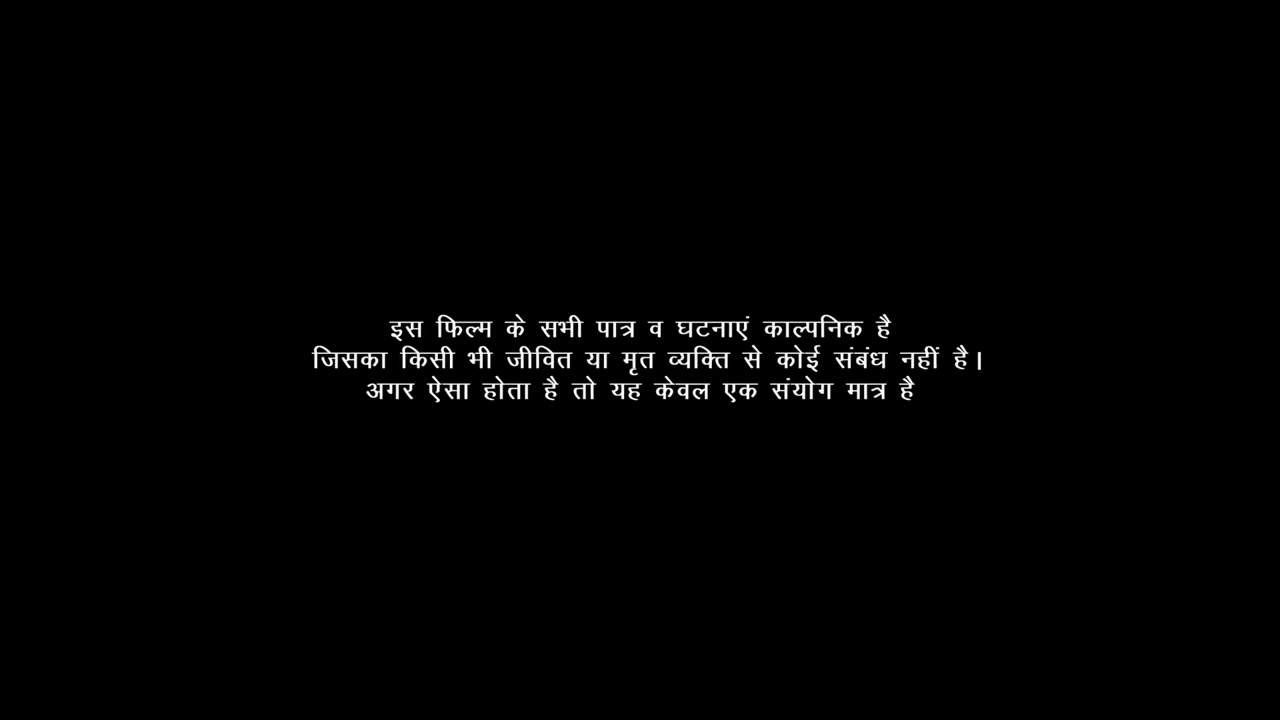 इस फिल्म के सभी पात्र व घटनाएं काल्पनिक है
जिसका किसी भी जीवित या मृत व्यक्ति से कोई संबंध नहीं है।
अगर ऐसा होता है तो यह केवल एक संयोग मात्र है